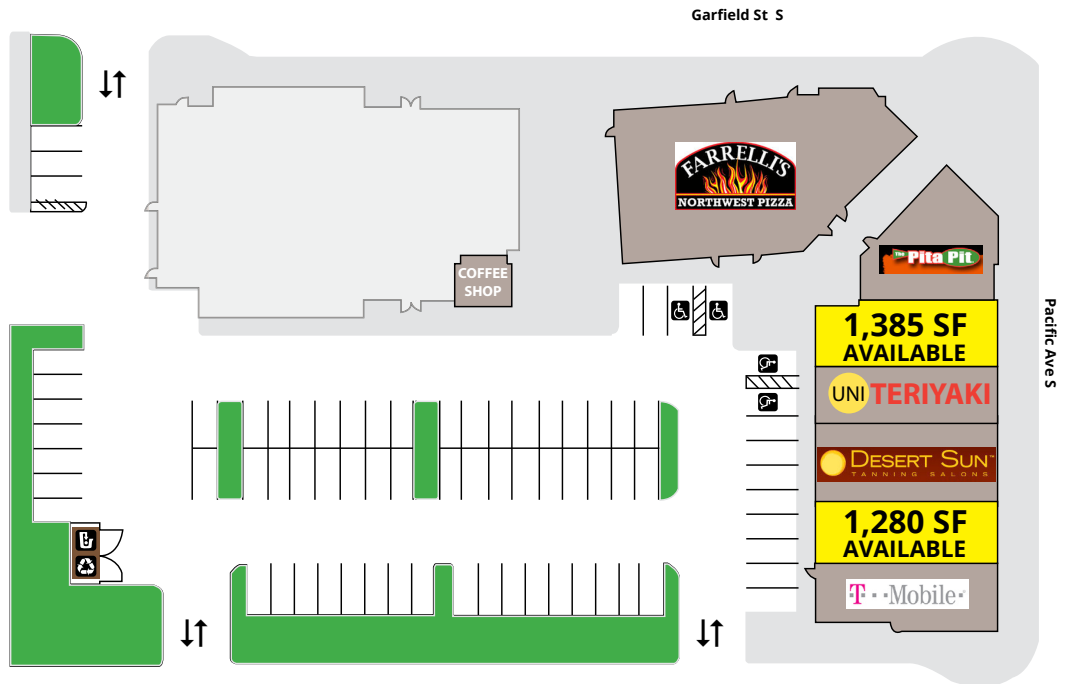 Garfield St  S
FARRELLI'S
NORTHWEST PIZZA
COFFEE
SHOP
The Pita Pit
Pacific Ave S
1,385 SF
AVAILABLE
UNI TERIYAKI
DESERT SUN™
TANNING SALONS
1,280 SF
AVAILABLE
T··Mobile·